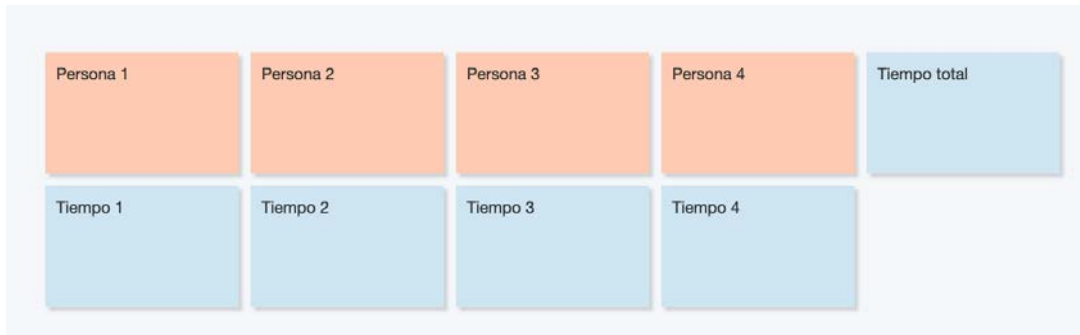 Persona 1
Persona 2
Persona 3
Persona 4
Tiempo total
Tiempo 1
Tiempo 2
Tiempo 3
Tiempo 4